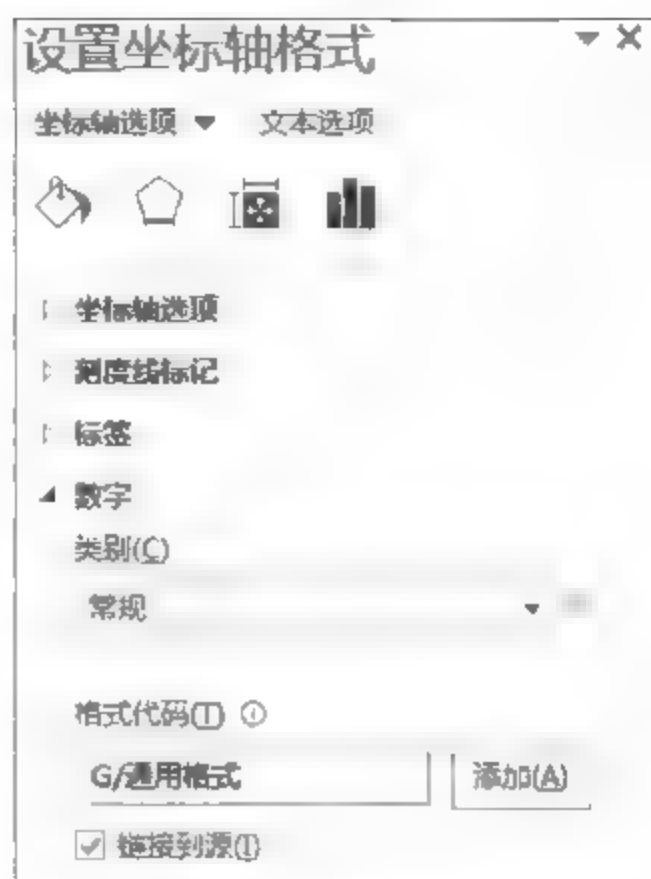 设置坐标轴格式
坐标轴选项 文本选项
坐标轴选项
刻度线标记
标签
数字
类别(C)
常规
格式代码(T)
G/通用格式 添加(A)
链接到源(I)